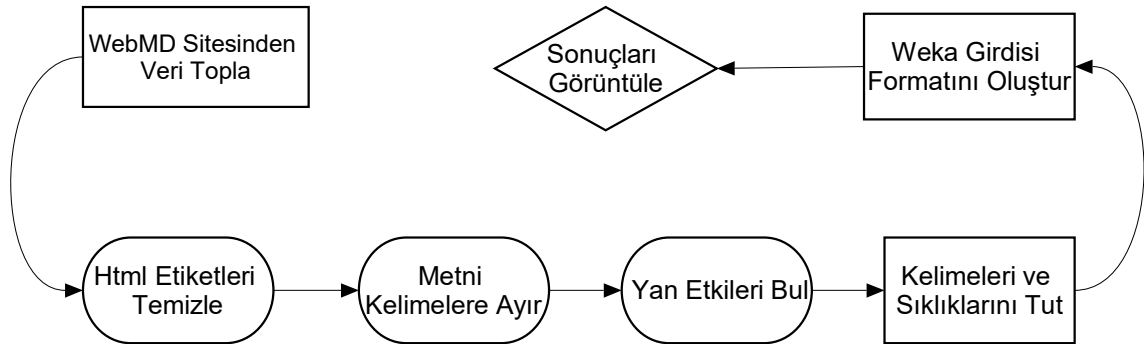 WebMD Sitesinden
Veri Topla
Html Etiketleri
Temizle
Metni
Kelimelere Ayır
Yan Etkileri Bul
Kelimeleri ve
Sıklıklarını Tut
Weka Girdisi
Formatını Oluştur
Sonuçları
Görüntüle